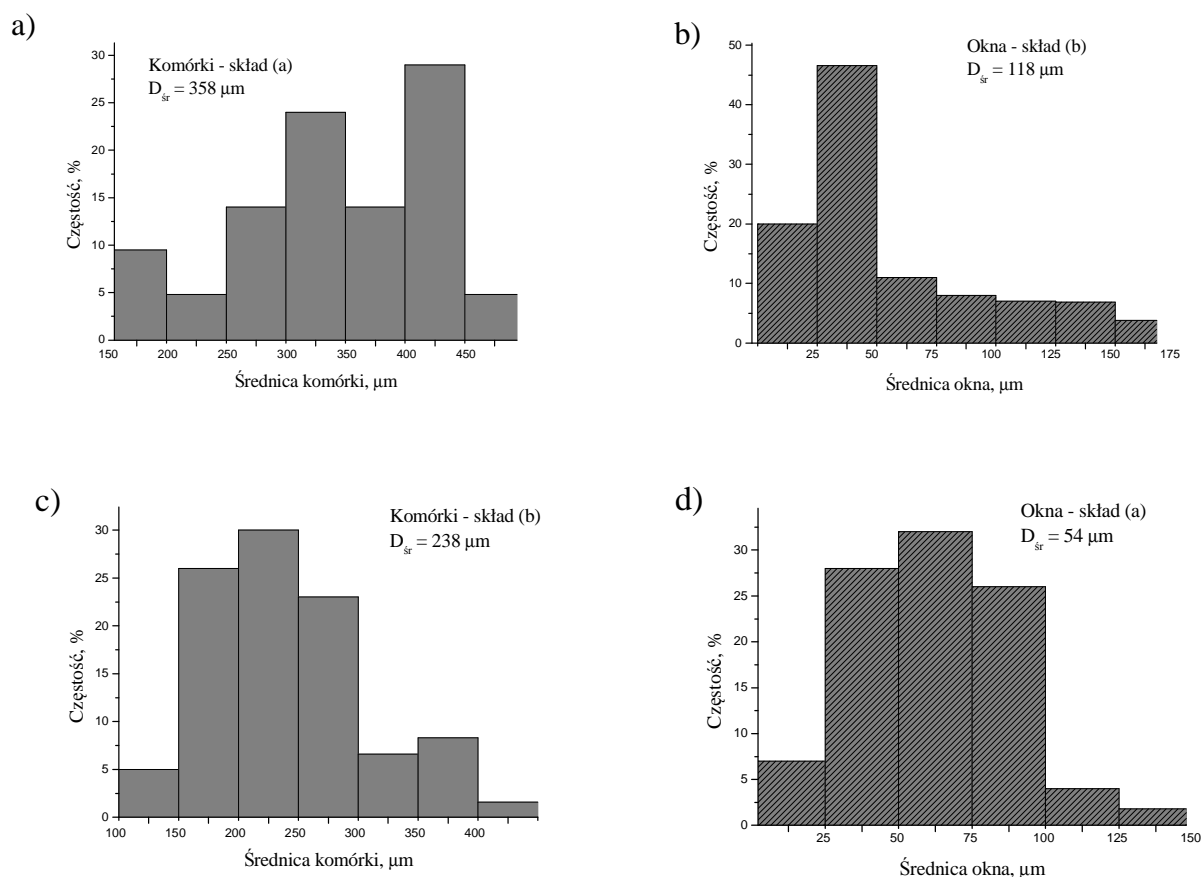 a)
Komórki - skład (a)
Dśr = 358 μm
Częstość, %
30
25
20
15
10
5
0
150 200 250 300 350 400 450
Średnica komórki, μm
b)
Okna - skład (b)
Dśr = 118 μm
Częstość, %
50
40
30
20
10
0
25 50 75 100 125 150 175
Średnica okna, μm
c)
Komórki - skład (b)
Dśr = 238 μm
Częstość, %
30
25
20
15
10
5
0
100 150 200 250 300 350 400
Średnica komórki, μm
d)
Okna - skład (a)
Dśr = 54 μm
Częstość, %
30
25
20
15
10
5
0
25 50 75 100 125 150
Średnica okna, μm